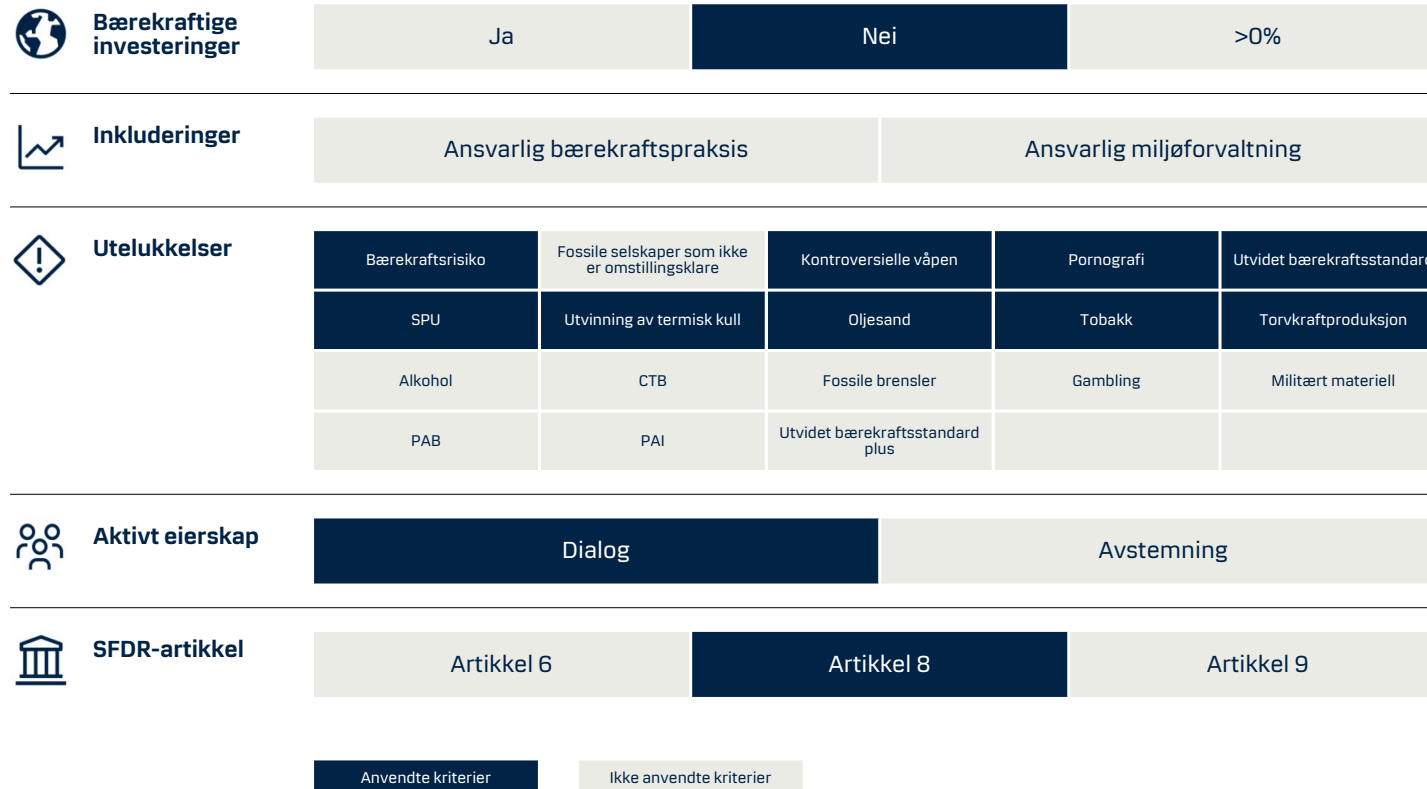 Bærekraftige
investeringer
Ja
Nei
>0%
Inkluderinger
Ansvarlig bærekraftspraksis
Ansvarlig miljøforvaltning
Utelukkelser
Bærekraftsrisiko
Fossile selskaper som ikke
er omstillingsklare
Kontroversielle våpen
Pornografi
Utvidet bærekraftsstandard
SPU
Utvinning av termisk kull
Oljesand
Tobakk
Torvkraftproduksjon
Alkohol
CTB
Fossile brensler
Gambling
Militært materiell
PAB
PAI
Utvidet bærekraftsstandard
plus
Aktivt eierskap
Dialog
Avstemning
SFDR-artikkel
Artikkel 6
Artikkel 8
Artikkel 9
Anvendte kriterier
Ikke anvendte kriterier